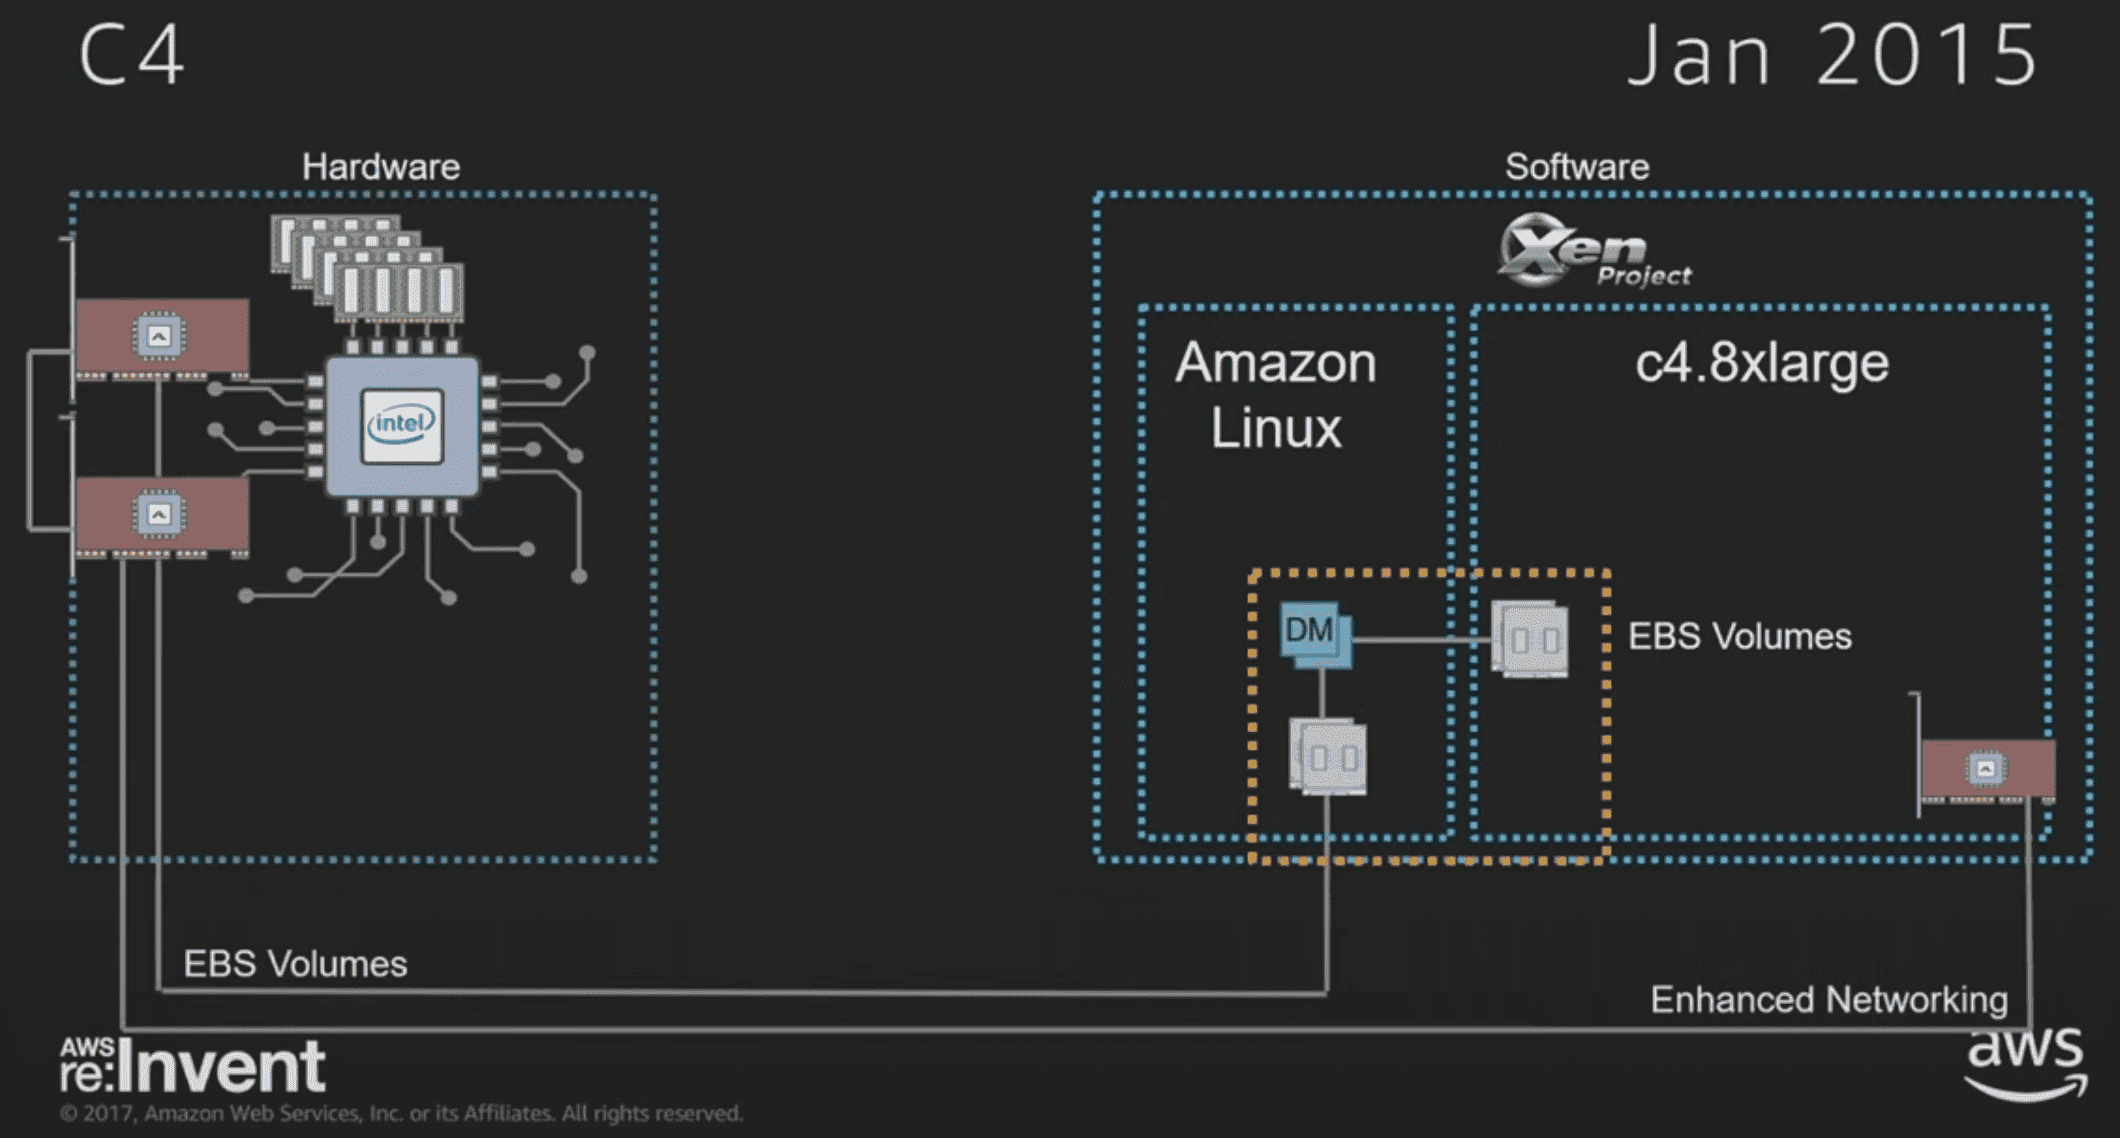 C4
Jan 2015
Hardware
Software
Xen
Project
intel
Amazon
Linux
c4.8xlarge
DM
EBS Volumes
EBS Volumes
Enhanced Networking
AWS
re:Invent
aws
© 2017, Amazon Web Services, Inc. or its Affiliates. All rights reserved.